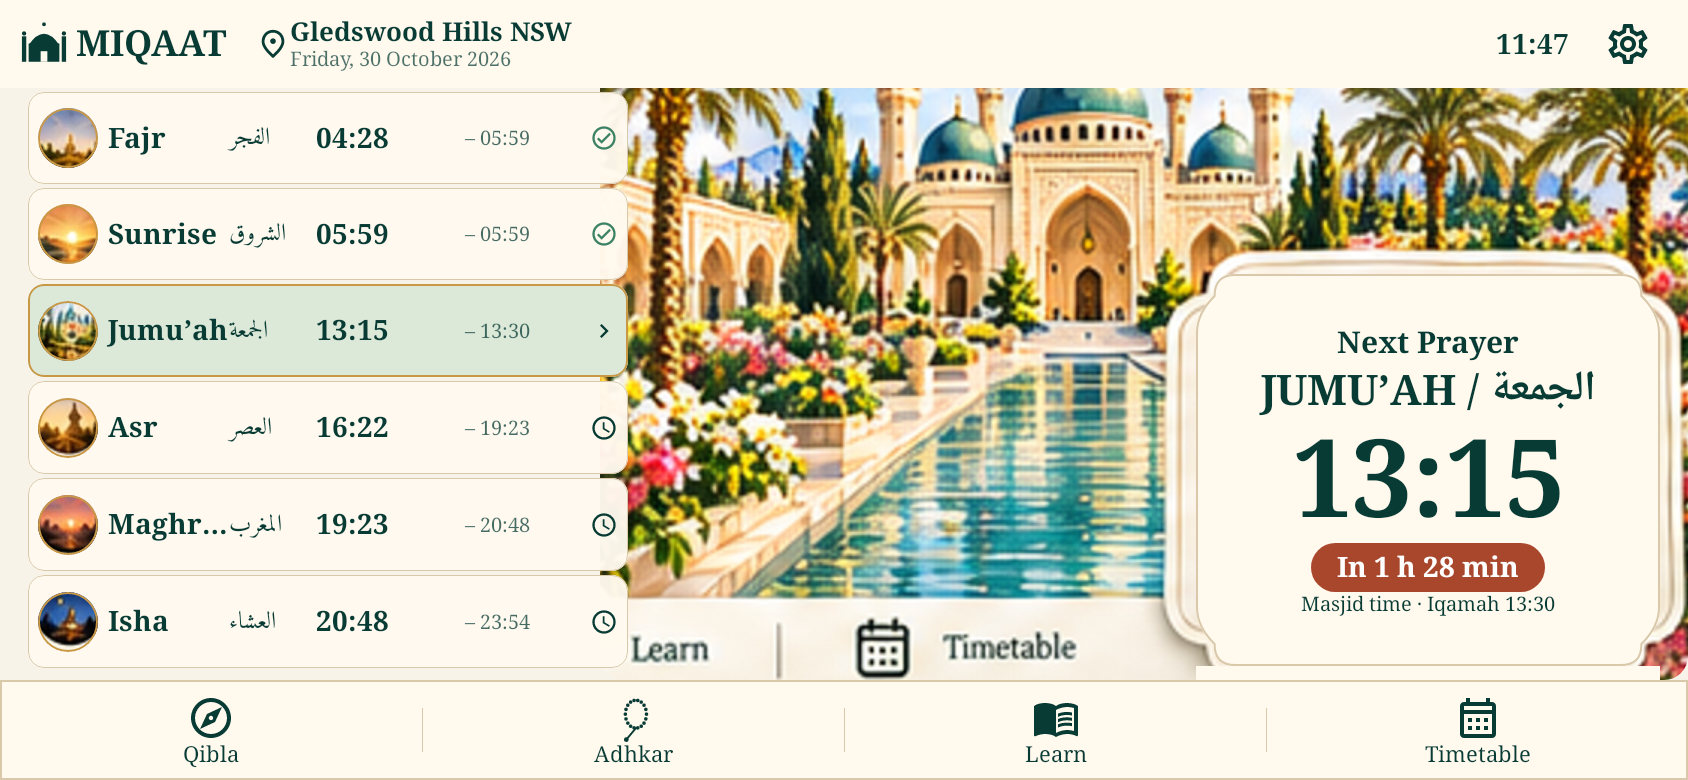 MIQAAT
Gledswood Hills NSW
Friday, 30 October 2026
11:47
Fajr الفجر 04:28 – 05:59
Sunrise الشروق 05:59 – 05:59
Jumu’ah الجمعة 13:15 – 13:30
Asr العصر 16:22 – 19:23
Maghr... المغرب 19:23 – 20:48
Isha العشاء 20:48 – 23:54
Next Prayer
JUMU’AH / الجمعة
13:15
In 1 h 28 min
Masjid time · Iqamah 13:30
Learn
Timetable
Qibla
Adhkar
Learn
Timetable